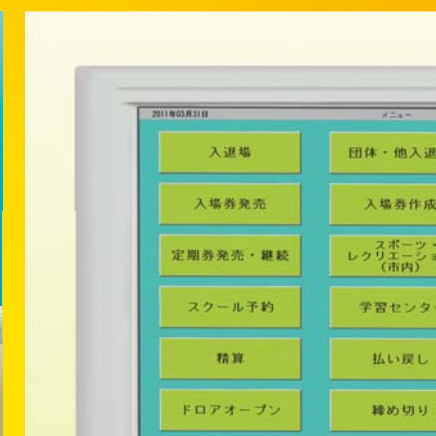 2011年03月31日 メニュー
入退場 団体・他入退
入場券発売 入場券作成
定期券発売・継続 スポーツ・
レクリエーショ
(市内)
スクール予約 学習センター
精算 払い戻し
ドロアオープン 締め切り